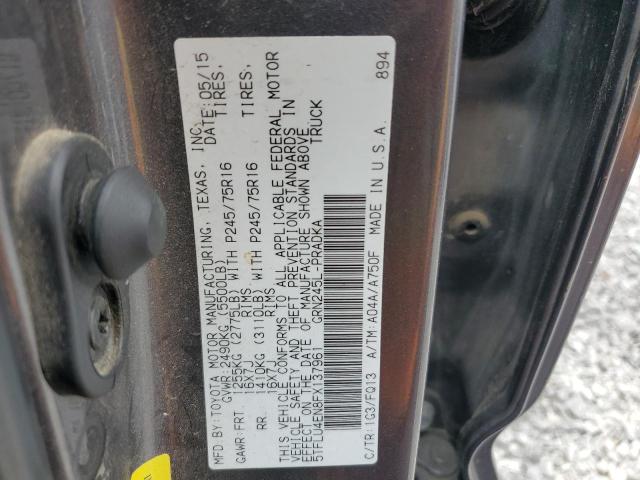 MFD.BY:TOYOTA MOTOR MANUFACTURING, TEXAS, INC.
GVWR:2490KG (5500LB) DATE:05/15
GAWR:FRT. 1255KG (2775LB) WITH P245/75R16 TIRES,
16X7J RIMS
RR. 1410KG (3110LB) WITH P245/75R16 TIRES,
16X7J RIMS
THIS VEHICLE CONFORMS TO ALL APPLICABLE FEDERAL MOTOR
VEHICLE SAFETY AND THEFT PREVENTION STANDARDS IN
EFFECT ON THE DATE OF MANUFACTURE SHOWN ABOVE
5TFLU4EN8FX137961 GRN245L-PRADKA TRUCK
C/TR:1G3/FQ13 A/TM:A04A/A750F MADE IN U.S.A.
894